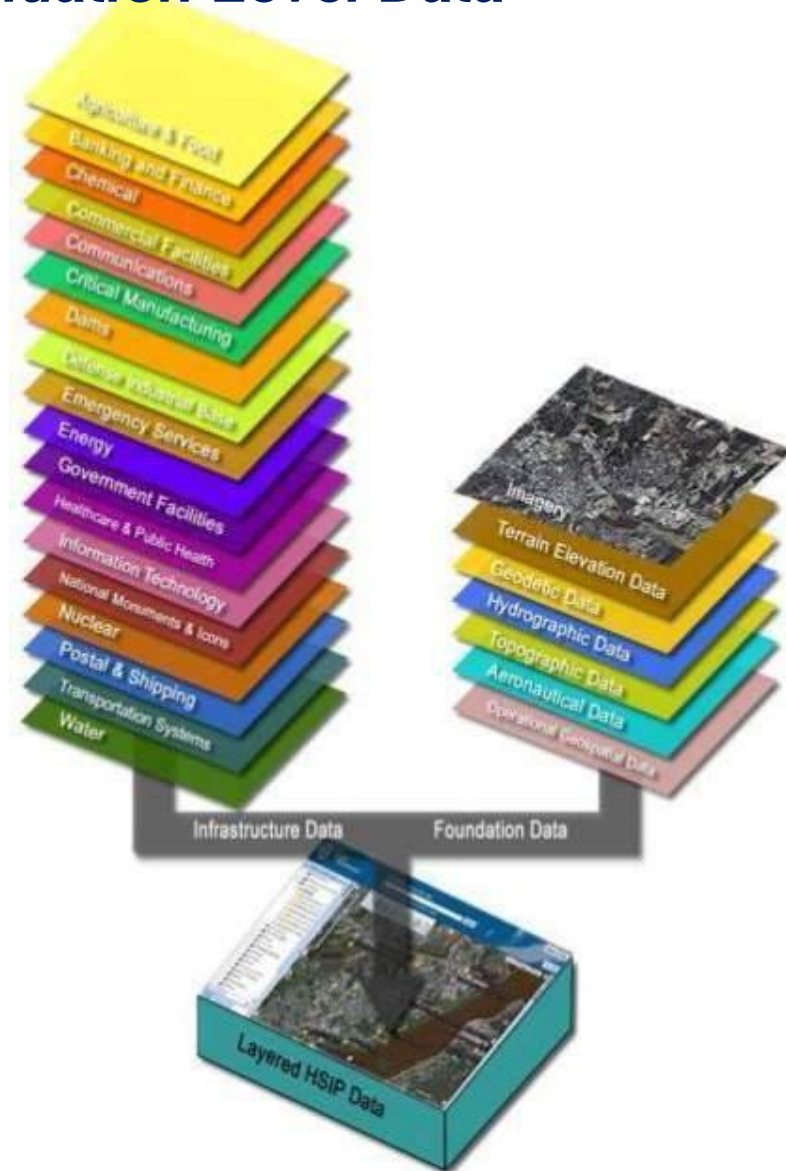 Data
Agriculture & Food
Banking and Finance
Chemical
Commercial Facilities
Communications
Critical Manufacturing
Dams
Defense Industrial Base
Emergency Services
Energy
Government Facilities
Healthcare & Public Health
Information Technology
National Monuments & Icons
Nuclear
Postal & Shipping
Transportation Systems
Water
Imagery
Terrain Elevation Data
Geodetic Data
Hydrographic Data
Topographic Data
Aeronautical Data
Operational Geospatial Data
Infrastructure Data
Foundation Data
Layered HSIP Data